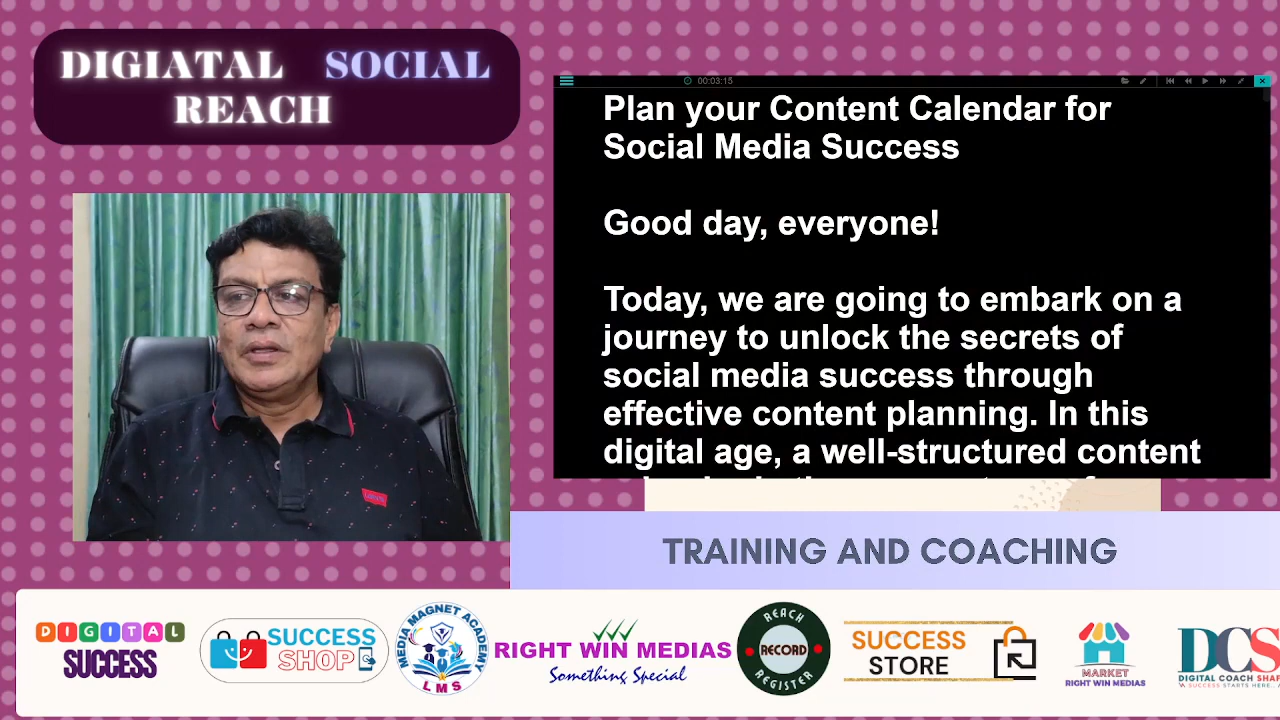 DIGIATAL SOCIAL
REACH
00:03:15
Plan your Content Calendar for
Social Media Success
Good day, everyone!
Today, we are going to embark on a
journey to unlock the secrets of
social media success through
effective content planning. In this
digital age, a well-structured content
TRAINING AND COACHING
DIGITAL
SUCCESS
SUCCESS
SHOP
MEDIA MAGNET ACADEMY
LMS
RIGHT WIN MEDIAS
Something Special
REACH
RECORD
REGISTER
SUCCESS
STORE
MARKET
RIGHT WIN MEDIAS
DCS
DIGITAL COACH SHAF
SUCCESS STARTS HERE..